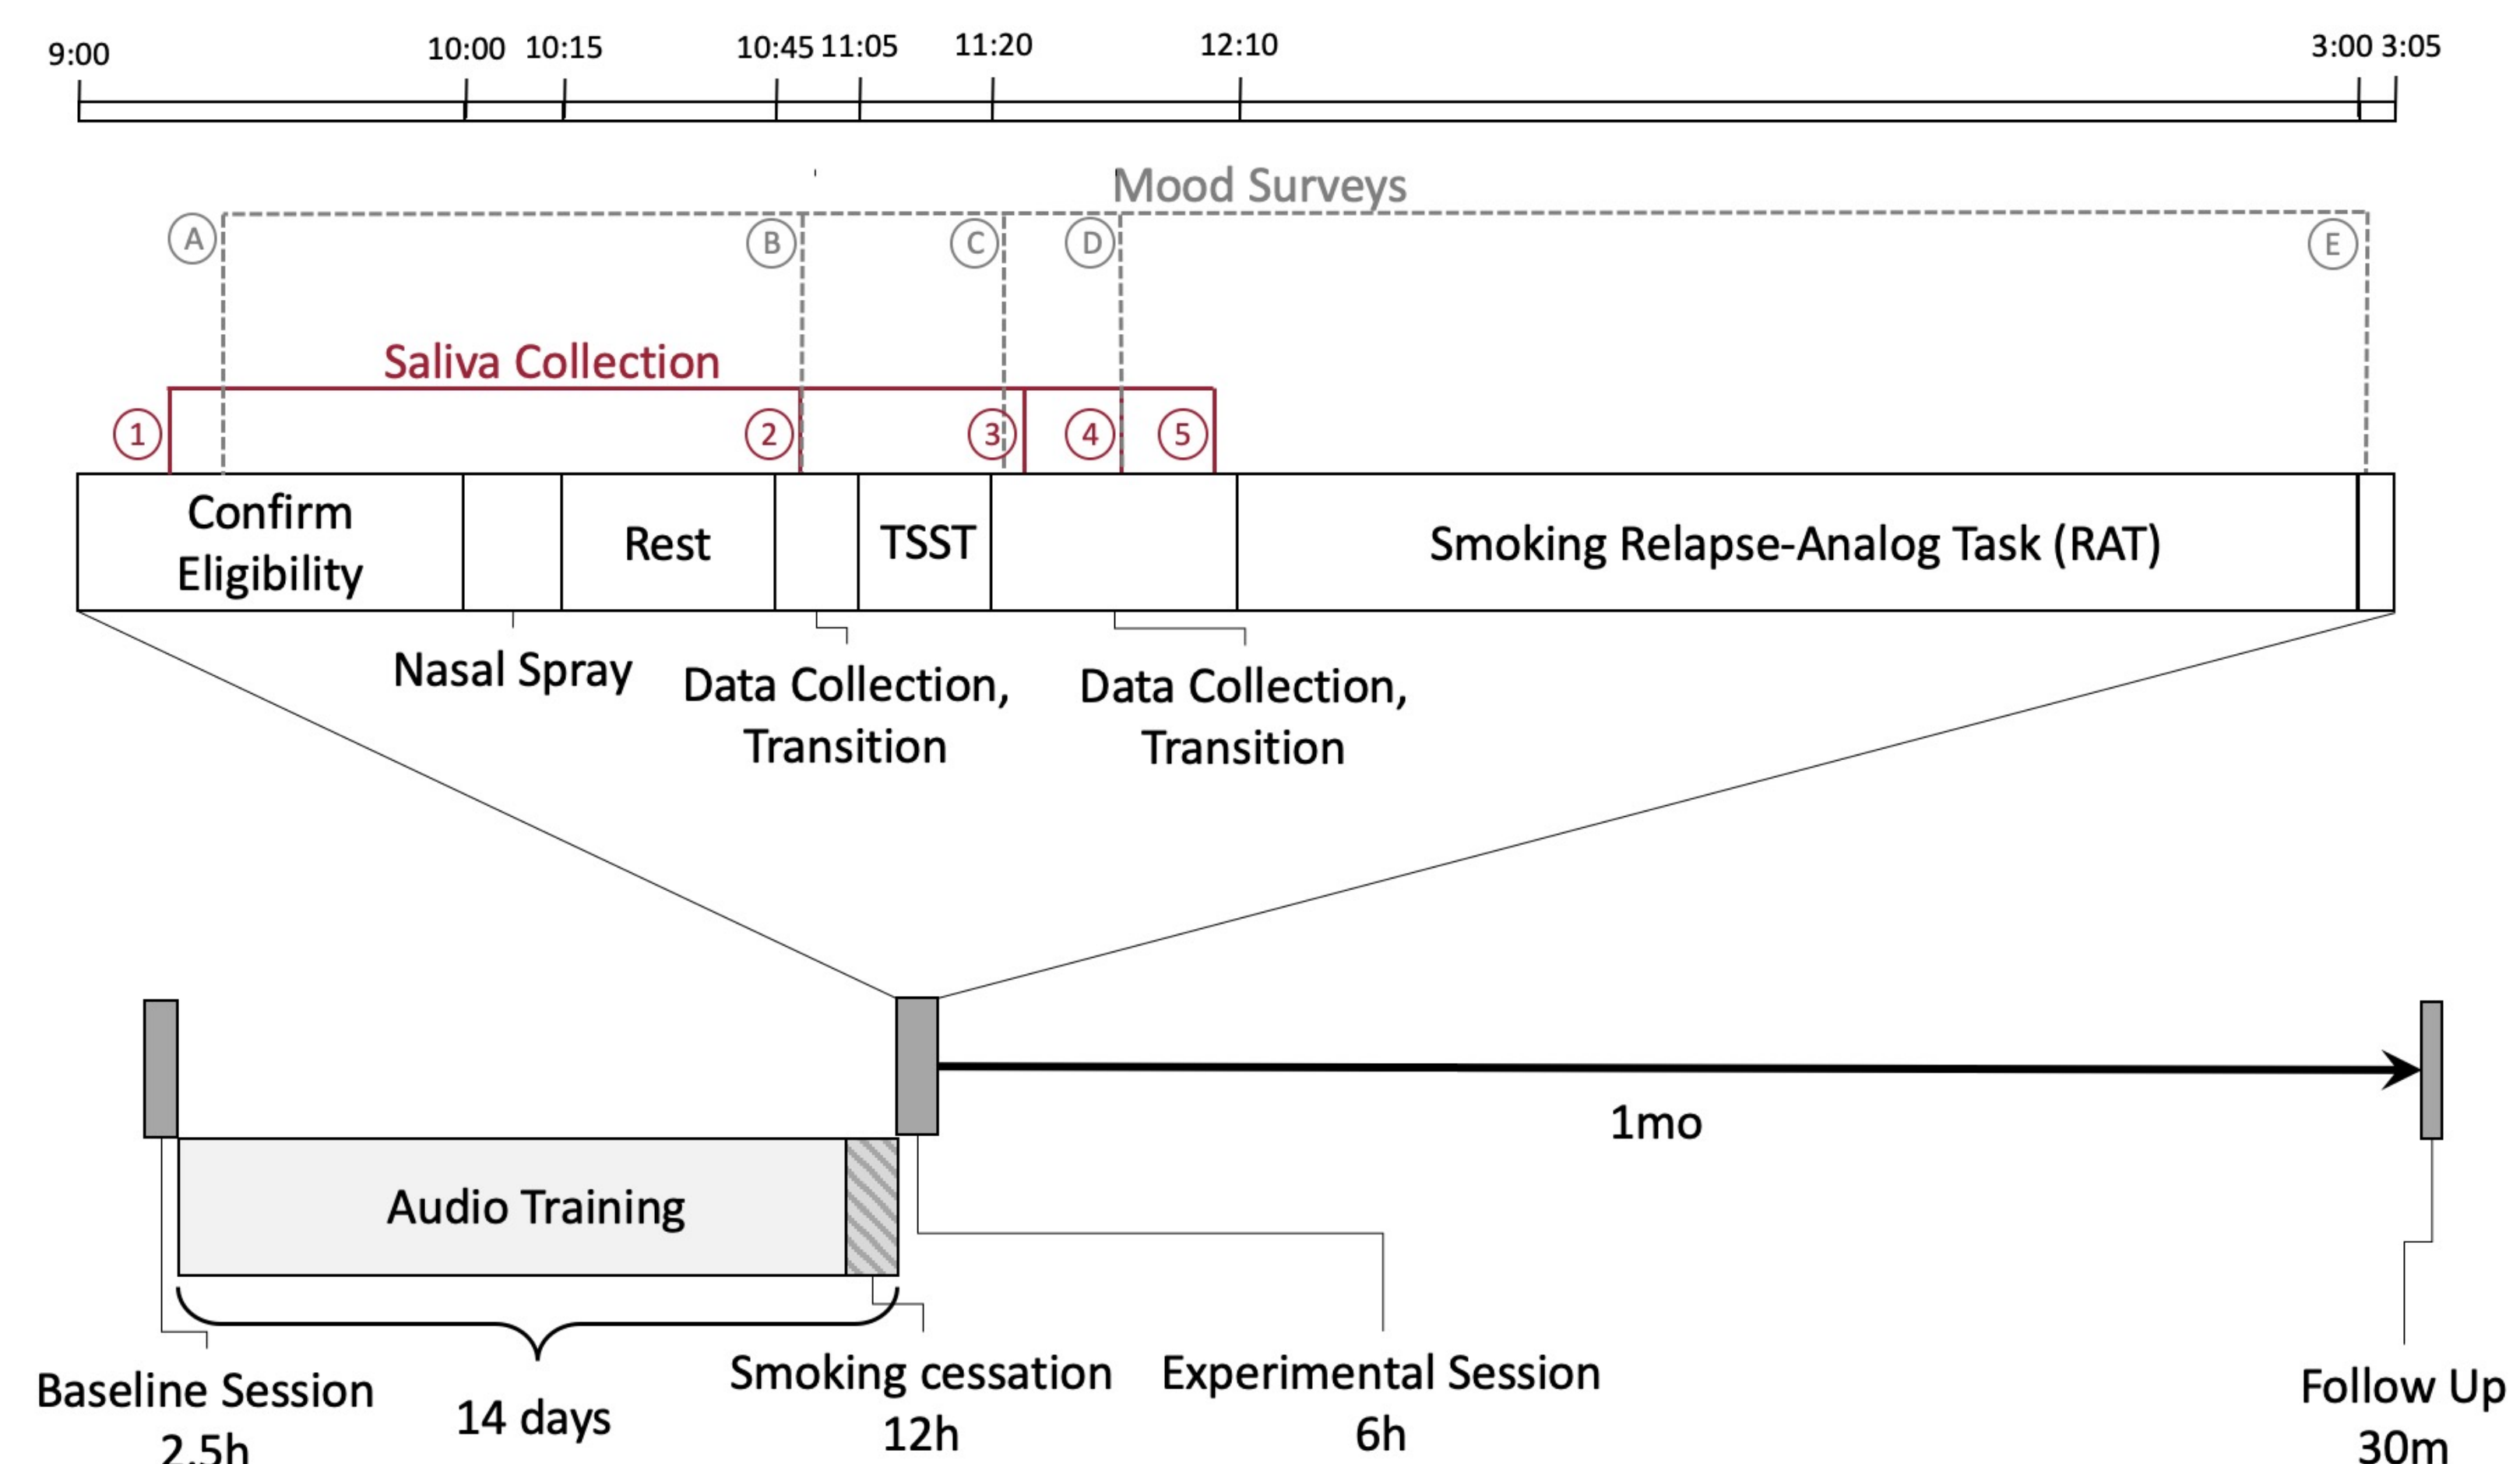 9:00 10:00 10:15 10:45 11:05 11:20 12:10 3:00 3:05
Mood Surveys
A B C D E
Saliva Collection
1 2 3 4 5
Confirm
Eligibility
Rest
TSST
Smoking Relapse-Analog Task (RAT)
Nasal Spray
Data Collection,
Transition
Data Collection,
Transition
1mo
Audio Training
Baseline Session
2.5h
14 days
Smoking cessation
12h
Experimental Session
6h
Follow Up
30m